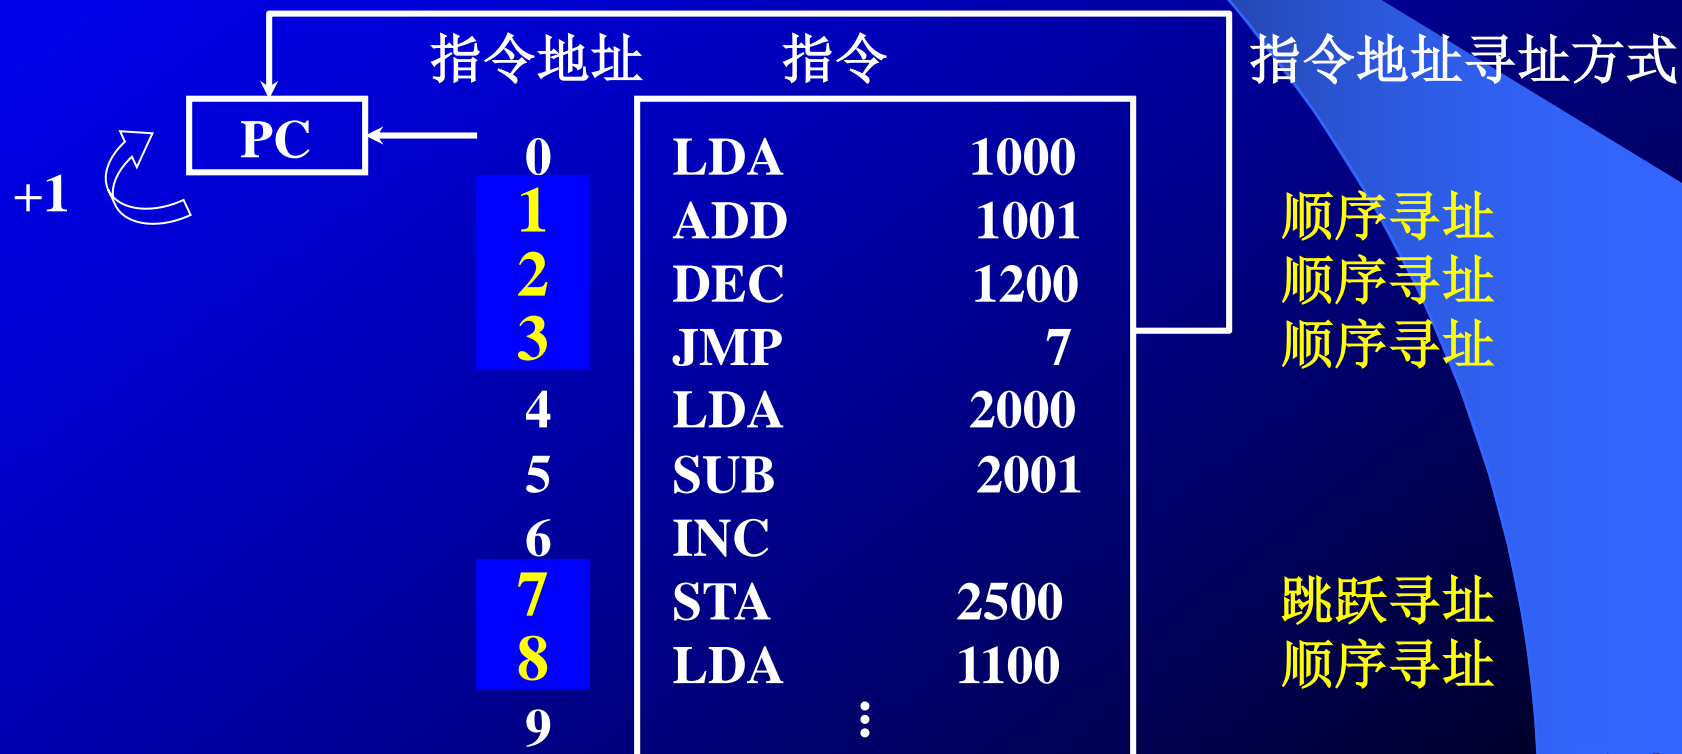 指令地址 指令 指令地址寻址方式
PC
+1
0 LDA 1000
1 ADD 1001 顺序寻址
2 DEC 1200 顺序寻址
3 JMP 7 顺序寻址
4 LDA 2000
5 SUB 2001
6 INC
7 STA 2500 跳跃寻址
8 LDA 1100 顺序寻址
9 ⋮